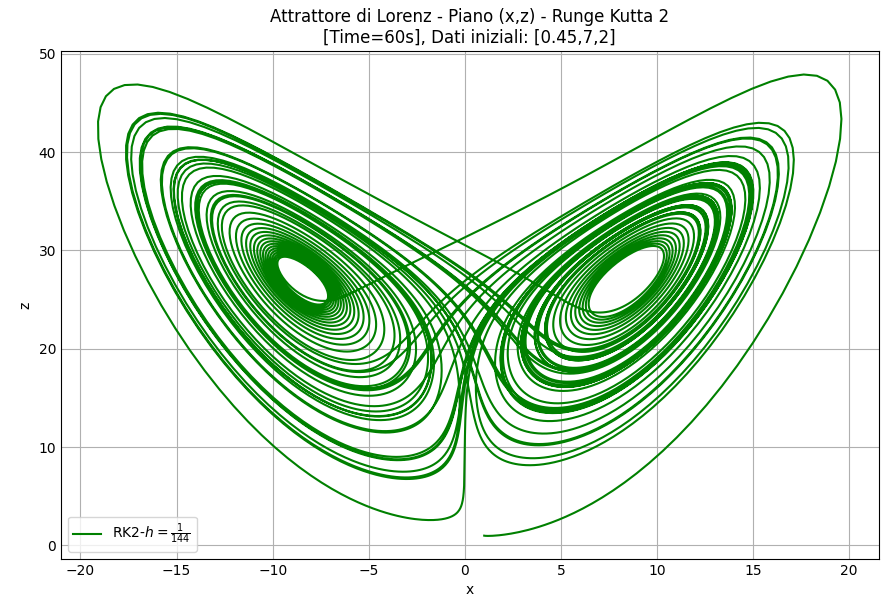 Attrattore di Lorenz - Piano (x,z) - Runge Kutta 2
[Time=60s], Dati iniziali: [0.45,7,2]
50
40
30
20
10
0
z
RK2-h = 1/144
−20 −15 −10 −5 0 5 10 15 20
x